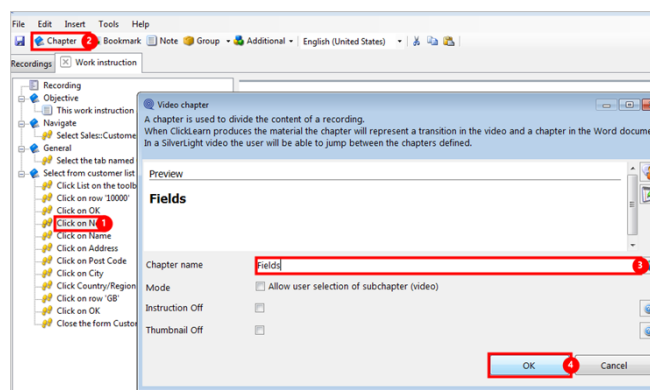 File Edit Insert Tools Help
Chapter 2 Bookmark Note Group Additional English (United States)
Recordings Work instruction
Recording
Objective
This work instruction
Navigate
Select Sales::Custome
General
Select the tab named
Select from customer list
Click List on the toolb
Click on row '10000'
Click on OK
Click on N 1
Click on Name
Click on Address
Click on Post Code
Click on City
Click Country/Region
Click on row 'GB'
Click on OK
Close the form Custor
Video chapter
A chapter is used to divide the content of a recording.
When ClickLearn produces the material the chapter will represent a transition in the video and a chapter in the Word docume
In a SilverLight video the user will be able to jump between the chapters defined.
Preview
Fields
Chapter name Fields 3
Mode Allow user selection of subchapter (video)
Instruction Off
Thumbnail Off
OK 4 Cancel